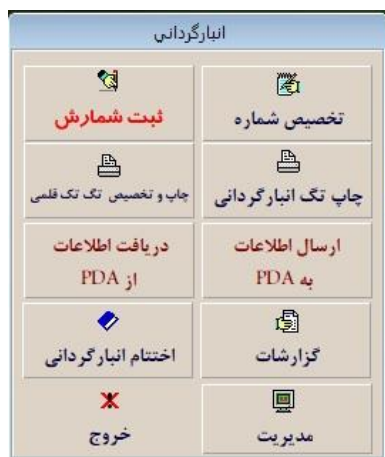 انبارگردانی
تخصیص شماره
ثبت شمارش
چاپ تگ انبارگردانی
چاپ و تخصیص تگ تک قلمی
ارسال اطلاعات
به PDA
دریافت اطلاعات
از PDA
گزارشات
اختتام انبارگردانی
مدیریت
خروج